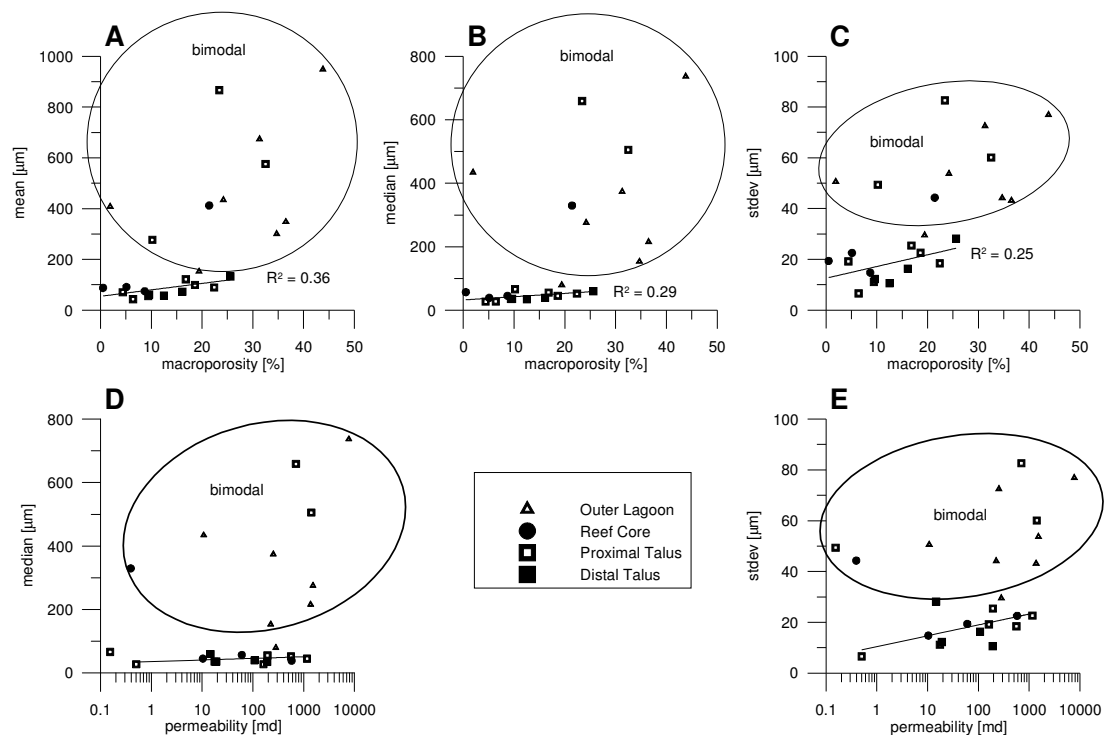 A
B
C
bimodal
bimodal
bimodal
1000
800
600
400
200
0
mean [µm]
R² = 0.36
0 10 20 30 40 50
macroporosity [%]
800
600
400
200
0
median [µm]
R² = 0.29
0 10 20 30 40 50
macroporosity [%]
100
80
60
40
20
0
stdev [µm]
R² = 0.25
0 10 20 30 40 50
macroporosity [%]
D
800
600
400
200
0
median [µm]
bimodal
0.1 1 10 100 1000 10000
permeability [md]
Outer Lagoon
Reef Core
Proximal Talus
Distal Talus
E
100
80
60
40
20
0
stdev [µm]
bimodal
0.1 1 10 100 1000 10000
permeability [md]